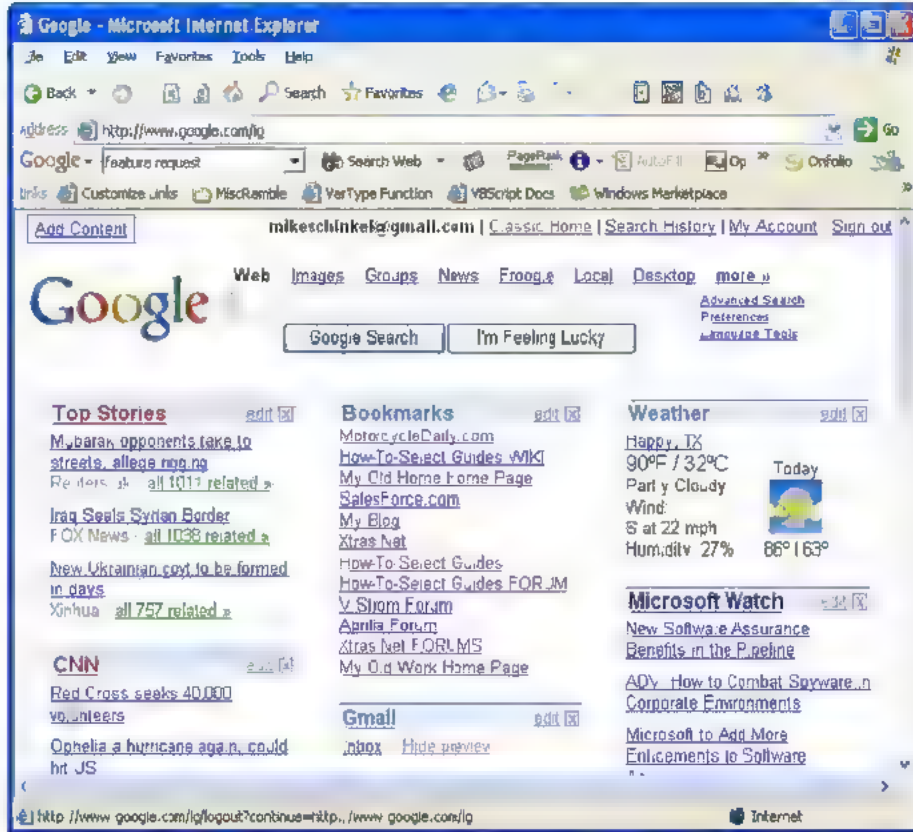 Google - Microsoft Internet Explorer
Edit View Favorites Tools Help
Back Search Favorites
Address http://www.google.com/ig Go
Google feature request Search Web PageRank AutoFill Op » Onfolio
Links Customize Links MiscRamble VarType Function VBScript Docs Windows Marketplace »
Add Content mikeschinkel@gmail.com | Classic Home | Search History | My Account Sign out
Google
Web Images Groups News Froogle Local Desktop more »
Advanced Search
Preferences
Language Tools
Google Search I'm Feeling Lucky
Top Stories edit
Mubarak opponents take to
streets, allege rigging
Reuters all 1011 related »
Iraq Seals Syrian Border
FOX News - all 1038 related »
New Ukrainian govt to be formed
in days
Xinhua all 757 related »
CNN edit
Red Cross seeks 40,000
volunteers
Ophelia a hurricane again, could
hit US
Bookmarks edit
MotorcycleDaily.com
How-To-Select Guides WIKI
My Old Home Home Page
SalesForce.com
My Blog
Xtras Net
How-To-Select Guides
How-To-Select Guides FORUM
V Strom Forum
Aprilia Forum
Xtras Net FORUMS
My Old Work Home Page
Gmail edit
Inbox Hide preview
Weather edit
Happy, TX
90ºF / 32ºC
Partly Cloudy
Wind:
S at 22 mph
Humidity: 27%
Today
86º | 63º
Microsoft Watch edit
New Software Assurance
Benefits in the Pipeline
ADV: How to Combat Spyware in
Corporate Environments
Microsoft to Add More
Enticements to Software
http://www.google.com/ig/logout?continue=http://www.google.com/ig Internet